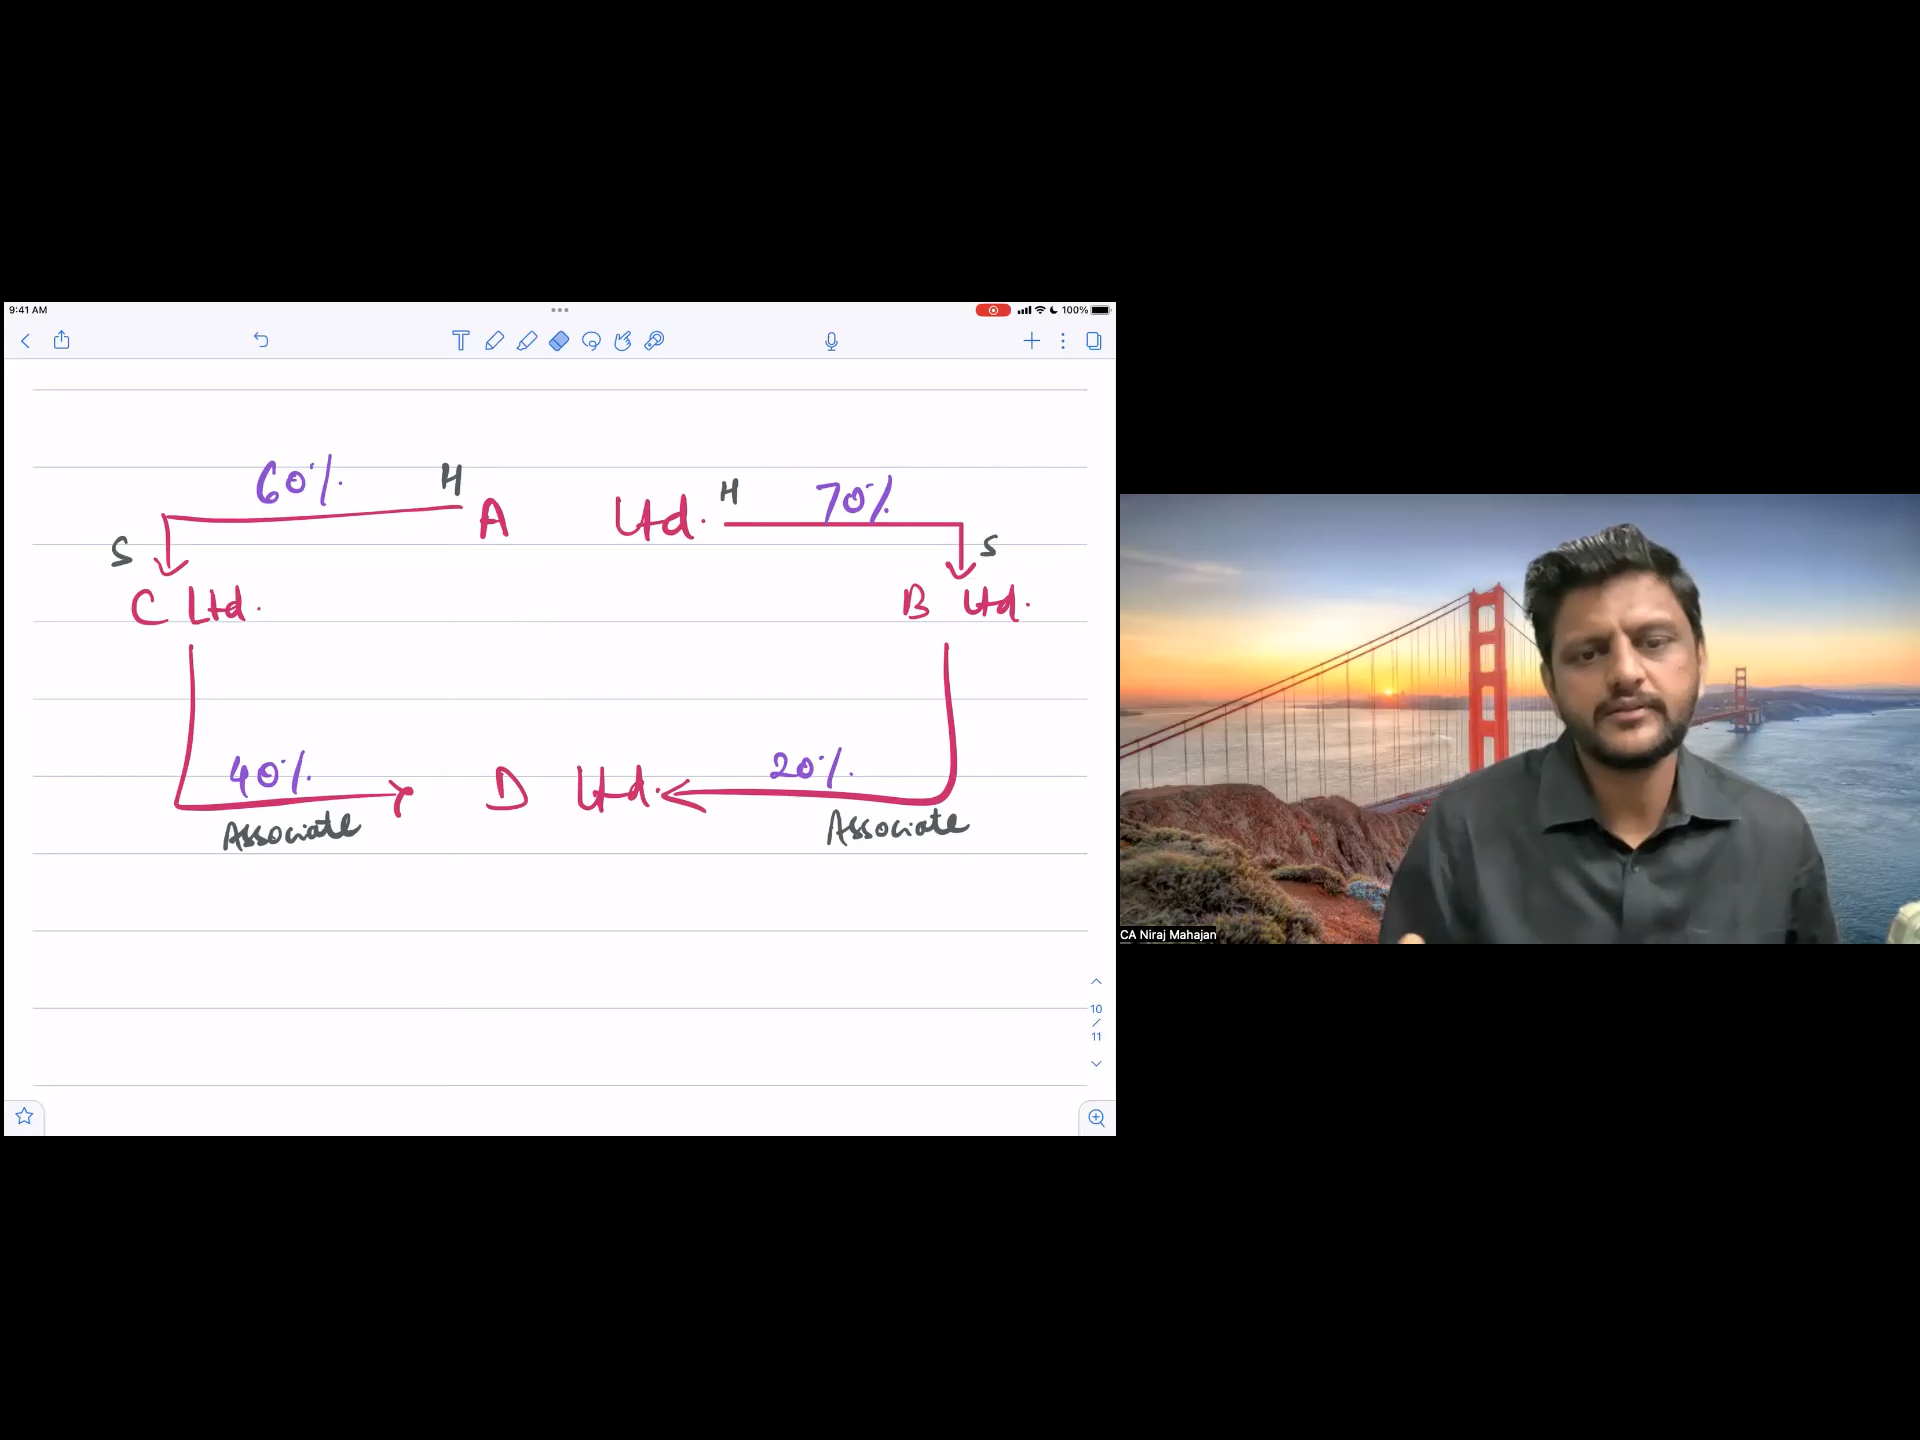 9:41 AM
100%
60%. H H 70%.
A Ltd.
S S
C Ltd. B Ltd.
40%. 20%.
D Ltd.
Associate Associate
CA Niraj Mahajan
10
/
11